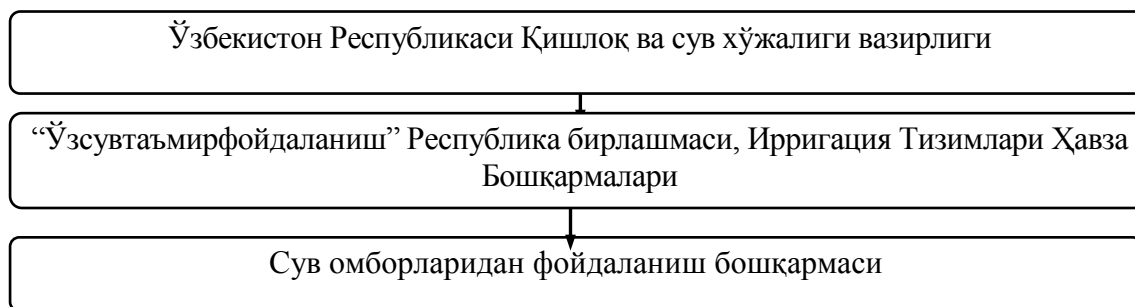 Ўзбекистон Республикаси Қишлоқ ва сув хўжалиги вазирлиги
“Ўзсувтаъмирфойдаланиш” Республика бирлашмаси, Ирригация Тизимлари Ҳавза
Бошқармалари
Сув омборларидан фойдаланиш бошқармаси